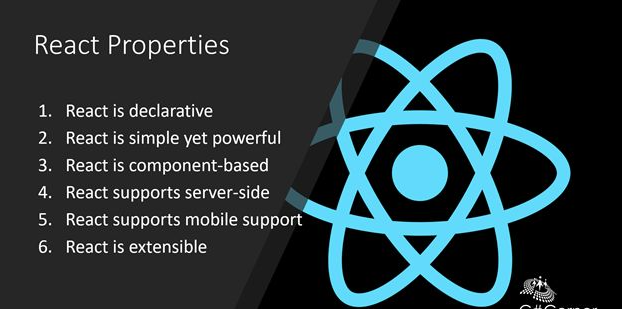 React Properties
1. React is declarative
2. React is simple yet powerful
3. React is component-based
4. React supports server-side
5. React supports mobile support
6. React is extensible